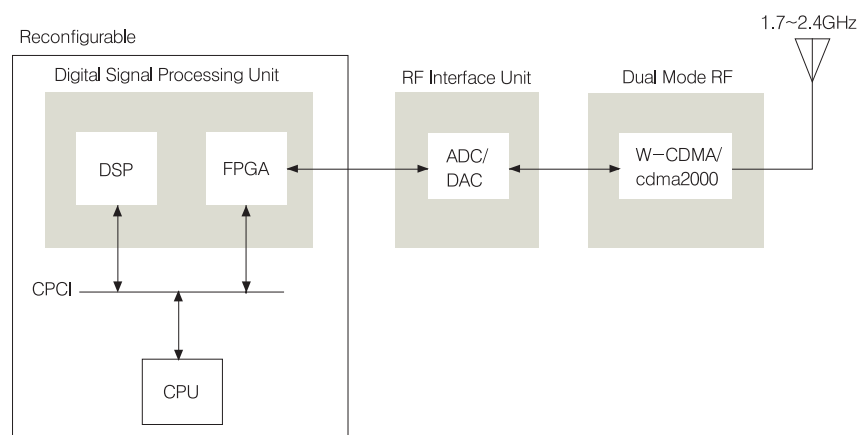 1.7~2.4GHz
Reconfigurable
Digital Signal Processing Unit
RF Interface Unit
Dual Mode RF
DSP
FPGA
ADC/
DAC
W-CDMA/
cdma2000
CPCI
CPU